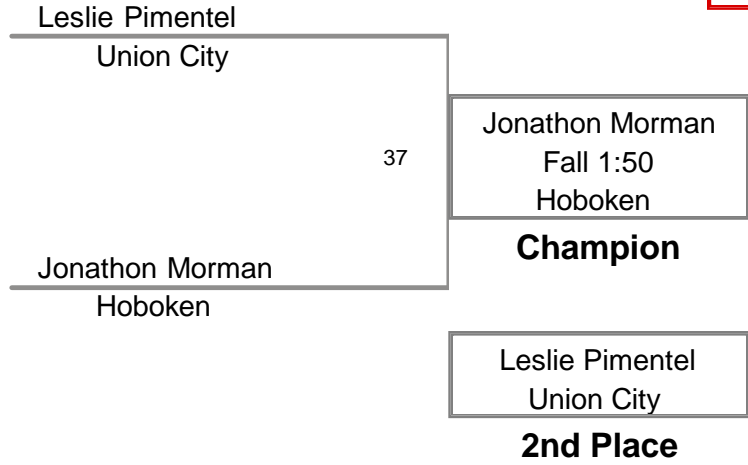 Leslie Pimentel
Union City
37
Jonathon Morman
Hoboken
Jonathon Morman
Fall 1:50
Hoboken
Champion
Leslie Pimentel
Union City
2nd Place